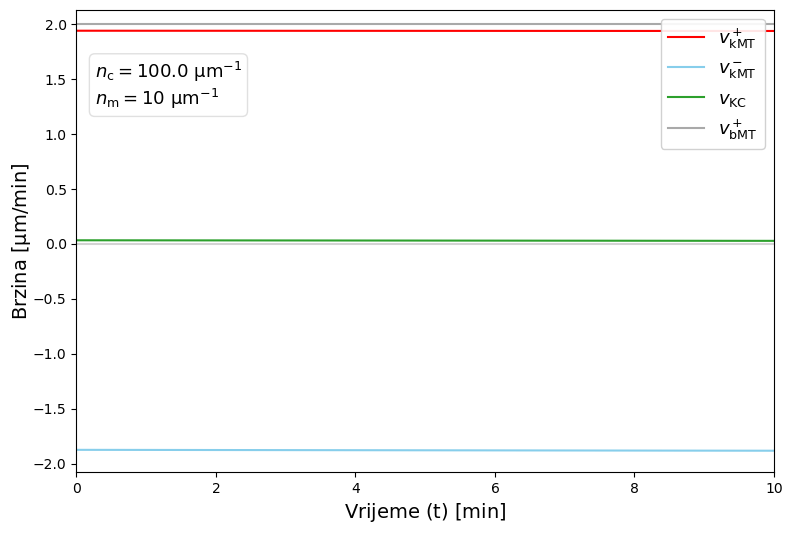 2.0
1.5
1.0
0.5
0.0
−0.5
−1.0
−1.5
−2.0
Brzina [μm/min]
n_c = 100.0 μm⁻¹
n_m = 10 μm⁻¹
v⁺_kMT
v⁻_kMT
v_KC
v⁺_bMT
0 2 4 6 8 10
Vrijeme (t) [min]